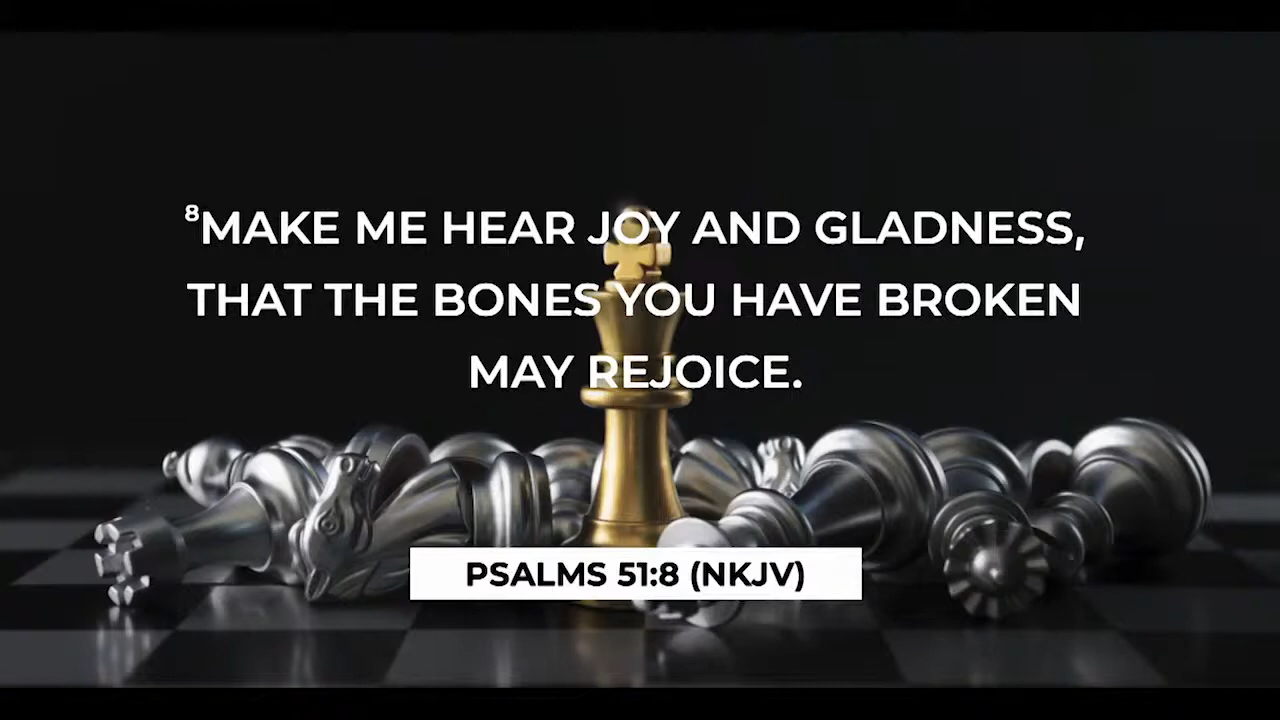 ⁸MAKE ME HEAR JOY AND GLADNESS,
THAT THE BONES YOU HAVE BROKEN
MAY REJOICE.
PSALMS 51:8 (NKJV)